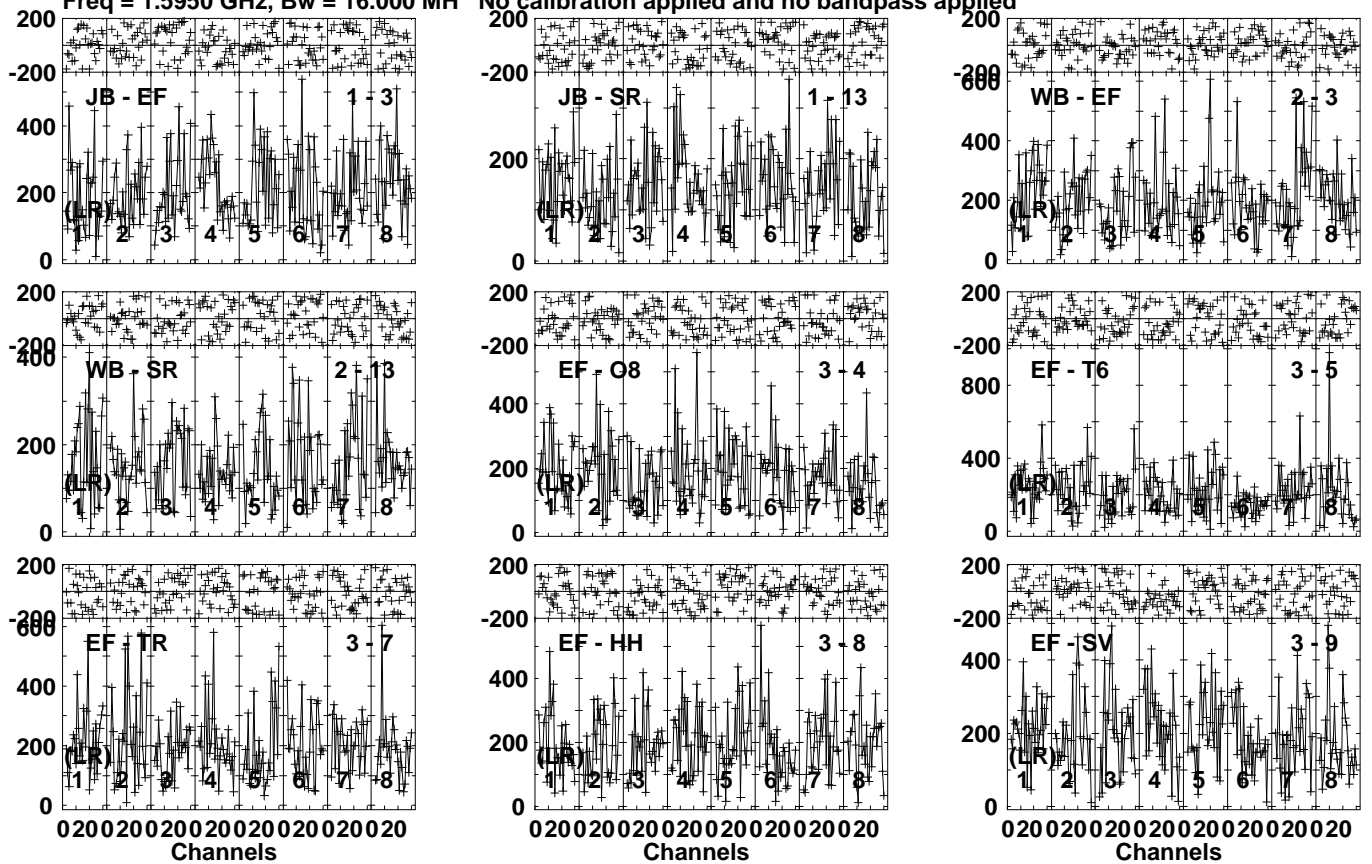 Freq = 1.5950 GHz, Bw = 16.000 MH No calibration applied and no bandpass applied
200 200 200
-200 -200 -200
JB - EF 1 - 3 JB - SR 1 - 13 WB - EF 2 - 3
600
400 400
200 200 200
(LR) (LR) (LR)
1 2 3 4 5 6 7 8 1 2 3 4 5 6 7 8 1 2 3 4 5 6 7 8
0 0 0
200 200 200
-200 -200 -200
WB - SR 2 - 13 EF - O8 3 - 4 EF - T6 3 - 5
400 400 800
200 200 400
(LR) (LR) (LR)
1 2 3 4 5 6 7 8 1 2 3 4 5 6 7 8 1 2 3 4 5 6 7 8
0 0 0
200 200 200
-200 -200 -200
EF - TR 3 - 7 EF - HH 3 - 8 EF - SV 3 - 9
600
400 400 400
200 200 200
(LR) (LR) (LR)
1 2 3 4 5 6 7 8 1 2 3 4 5 6 7 8 1 2 3 4 5 6 7 8
0 0 0
0 20 0 20 0 20 0 20 0 20 0 20 0 20 0 20 0 20 0 20 0 20 0 20 0 20 0 20 0 20 0 20 0 20 0 20 0 20 0 20 0 20 0 20 0 20 0 20
Channels Channels Channels